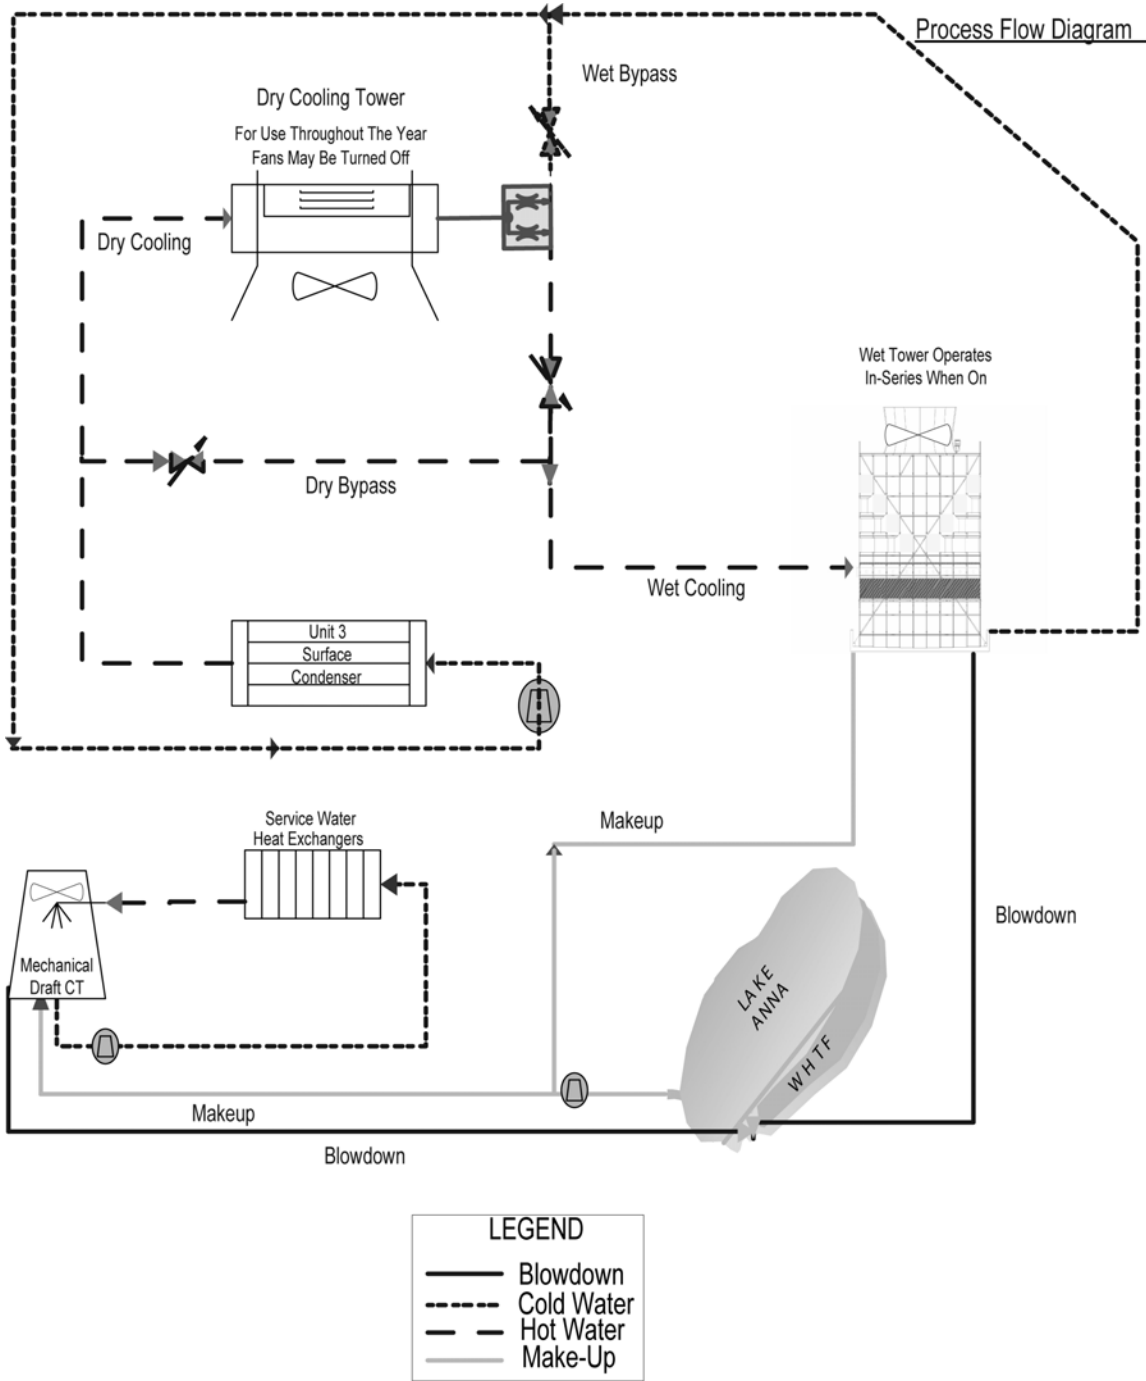 Process Flow Diagram
Wet Bypass
Dry Cooling Tower
For Use Throughout The Year
Fans May Be Turned Off
Dry Cooling
Wet Tower Operates
In-Series When On
Dry Bypass
Wet Cooling
Unit 3
Surface
Condenser
Service Water
Heat Exchangers
Makeup
Blowdown
Mechanical
Draft CT
LAKE
ANNA
WHTF
Makeup
Blowdown
LEGEND
Blowdown
Cold Water
Hot Water
Make-Up